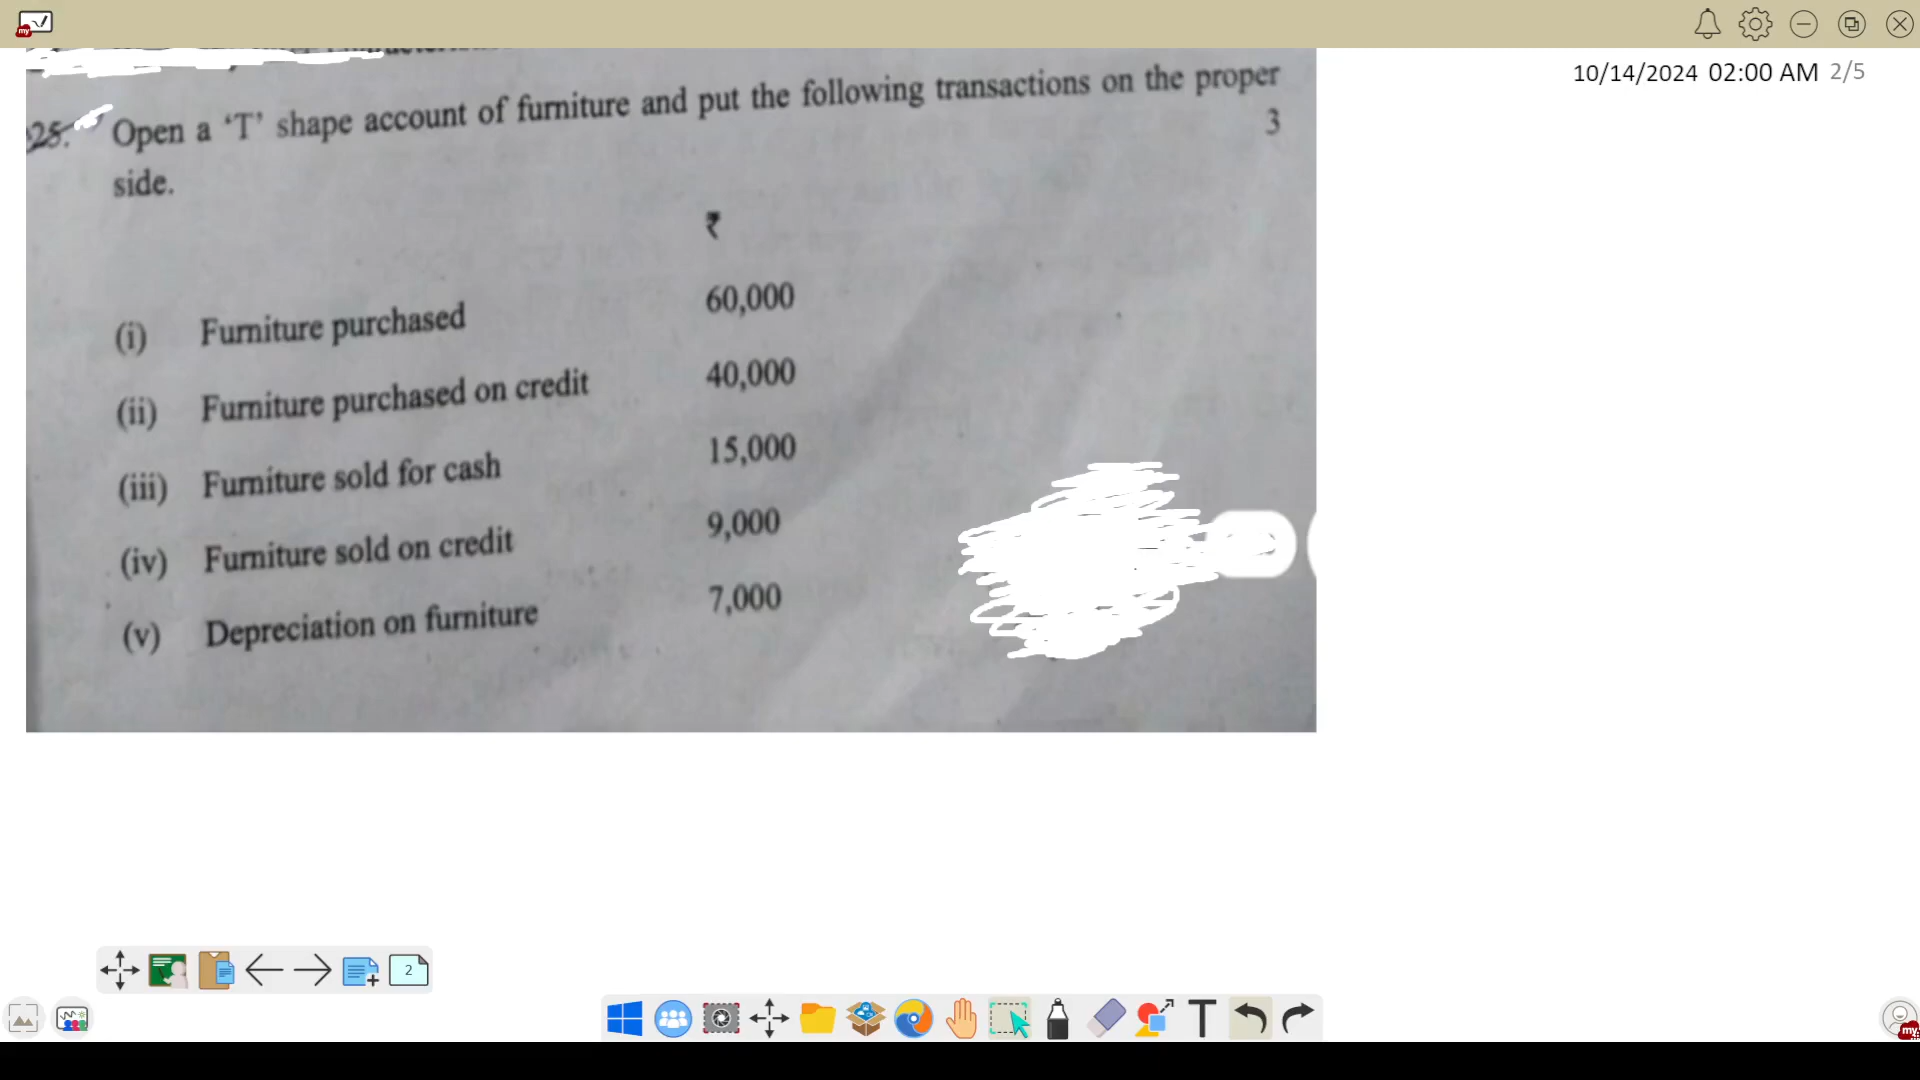 10/14/2024 02:00 AM 2/5
25. Open a ‘T’ shape account of furniture and put the following transactions on the proper
side. 3
₹
(i) Furniture purchased 60,000
(ii) Furniture purchased on credit 40,000
(iii) Furniture sold for cash 15,000
(iv) Furniture sold on credit 9,000
(v) Depreciation on furniture 7,000
2
T
my
my